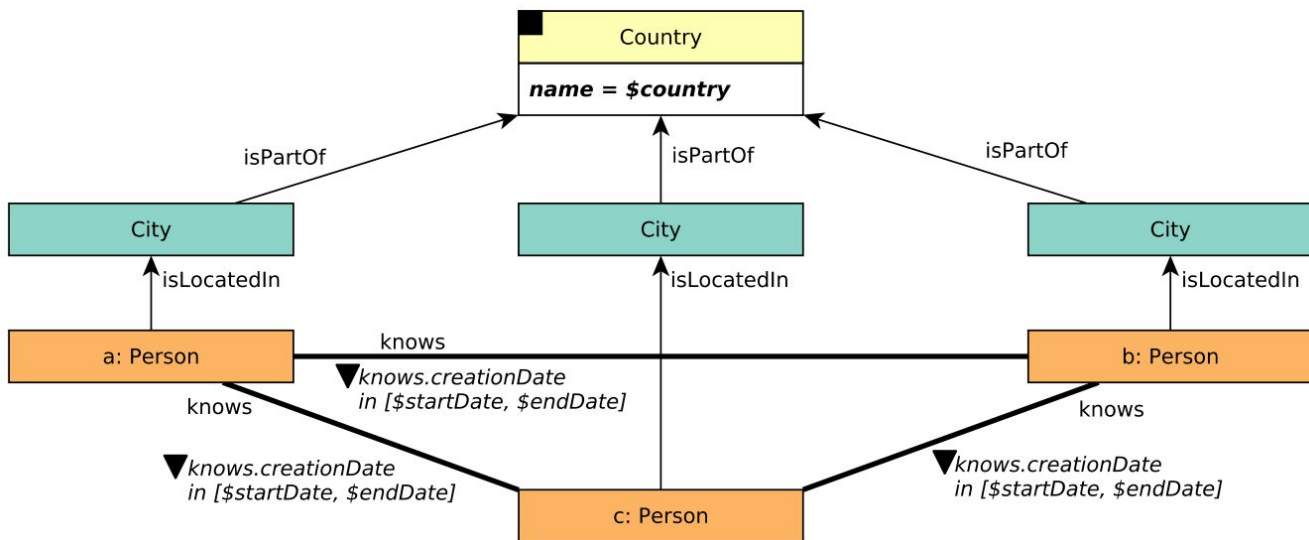 Country
name = $country
isPartOf
isPartOf
isPartOf
City
City
City
isLocatedIn
isLocatedIn
isLocatedIn
a: Person
knows
b: Person
knows.creationDate
in [$startDate, $endDate]
knows
knows
knows.creationDate
in [$startDate, $endDate]
knows.creationDate
in [$startDate, $endDate]
c: Person